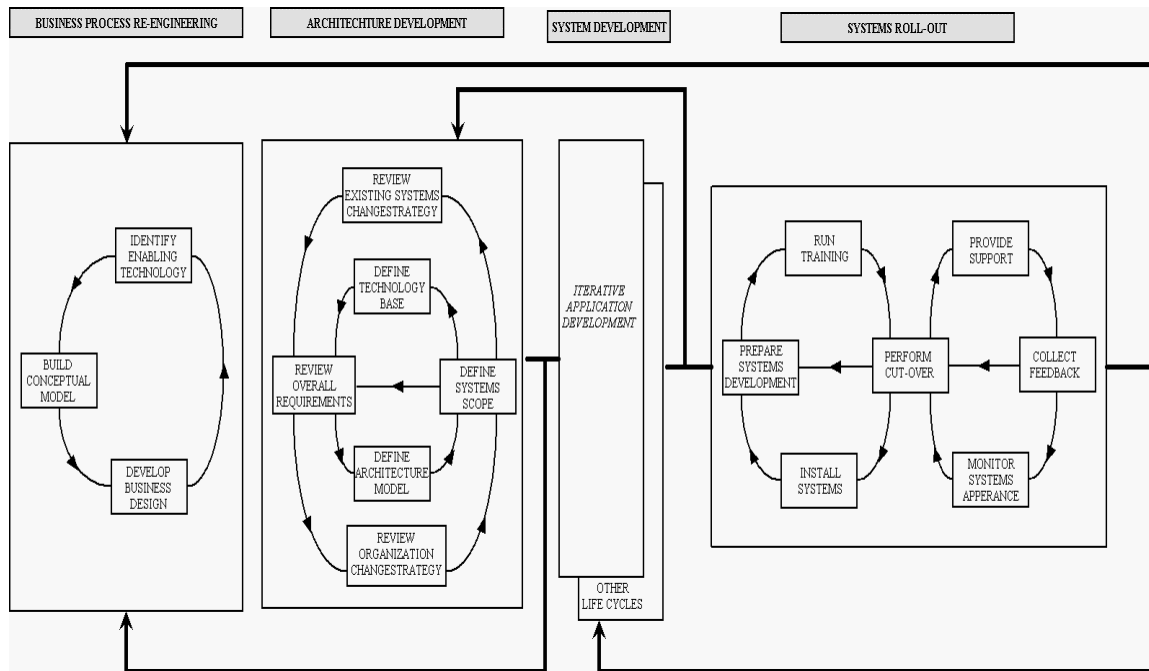 BUSINESS PROCESS RE-ENGINEERING
ARCHITECHTURE DEVELOPMENT
SYSTEM DEVELOPMENT
SYSTEMS ROLL-OUT
IDENTIFY
ENABLING
TECHNOLOGY
BUILD
CONCEPTUAL
MODEL
DEVELOP
BUSINESS
DESIGN
REVIEW
EXISTING SYSTEMS
CHANGESTRATEGY
DEFINE
TECHNOLOGY
BASE
REVIEW
OVERALL
REQUIREMENTS
DEFINE
SYSTEMS
SCOPE
DEFINE
ARCHITECTURE
MODEL
REVIEW
ORGANIZATION
CHANGESTRATEGY
ITERATIVE
APPLICATION
DEVELOPMENT
OTHER
LIFE CYCLES
RUN
TRAINING
PROVIDE
SUPPORT
PREPARE
SYSTEMS
DEVELOPMENT
PERFORM
CUT-OVER
COLLECT
FEEDBACK
INSTALL
SYSTEMS
MONITOR
SYSTEMS
APPERANCE